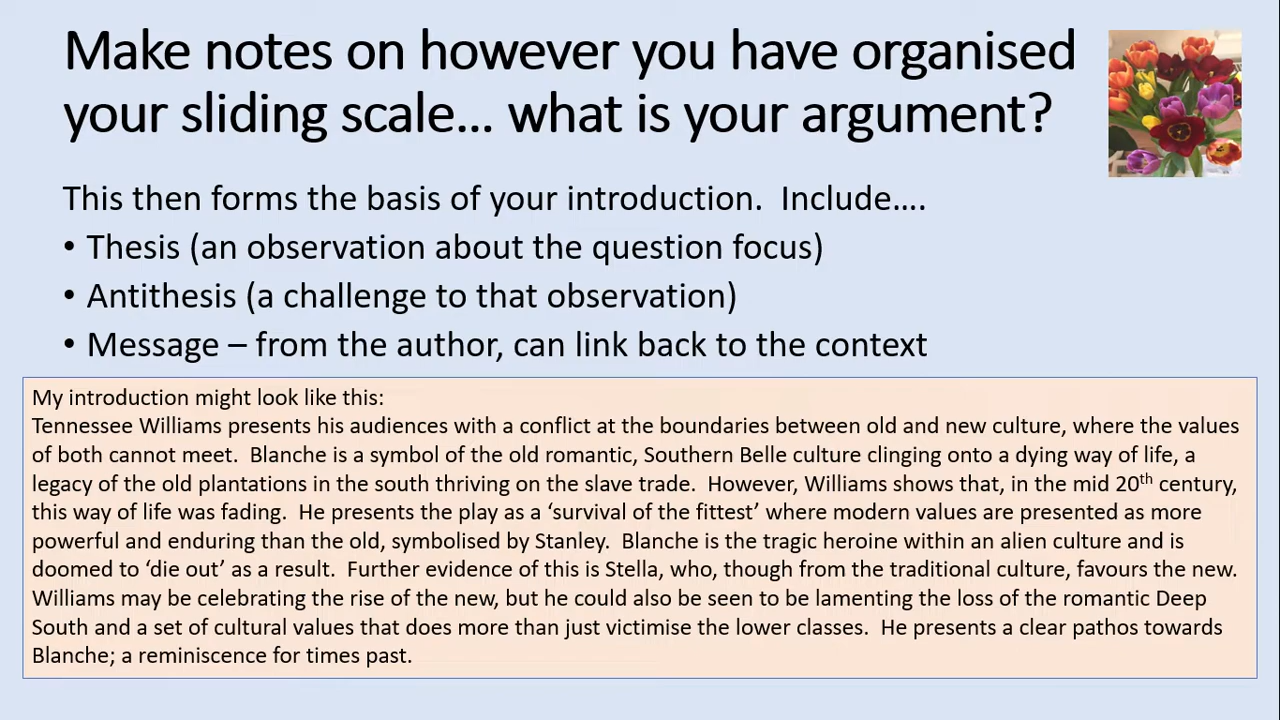 Make notes on however you have organised
your sliding scale... what is your argument?
This then forms the basis of your introduction.  Include....
• Thesis (an observation about the question focus)
• Antithesis (a challenge to that observation)
• Message – from the author, can link back to the context
My introduction might look like this:
Tennessee Williams presents his audiences with a conflict at the boundaries between old and new culture, where the values
of both cannot meet.  Blanche is a symbol of the old romantic, Southern Belle culture clinging onto a dying way of life, a
legacy of the old plantations in the south thriving on the slave trade.  However, Williams shows that, in the mid 20th century,
this way of life was fading.  He presents the play as a ‘survival of the fittest’ where modern values are presented as more
powerful and enduring than the old, symbolised by Stanley.  Blanche is the tragic heroine within an alien culture and is
doomed to ‘die out’ as a result.  Further evidence of this is Stella, who, though from the traditional culture, favours the new.
Williams may be celebrating the rise of the new, but he could also be seen to be lamenting the loss of the romantic Deep
South and a set of cultural values that does more than just victimise the lower classes.  He presents a clear pathos towards
Blanche; a reminiscence for times past.